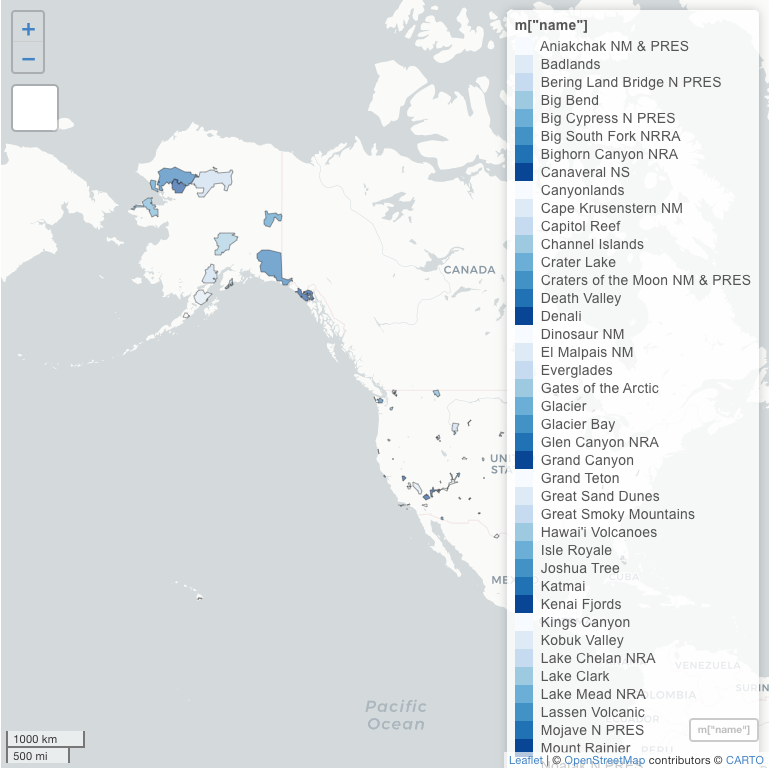 +
−
m["name"]
Aniakchak NM & PRES
Badlands
Bering Land Bridge N PRES
Big Bend
Big Cypress N PRES
Big South Fork NRRA
Bighorn Canyon NRA
Canaveral NS
Canyonlands
Cape Krusenstern NM
Capitol Reef
Channel Islands
Crater Lake
Craters of the Moon NM & PRES
Death Valley
Denali
Dinosaur NM
El Malpais NM
Everglades
Gates of the Arctic
Glacier
Glacier Bay
Glen Canyon NRA
Grand Canyon
Grand Teton
Great Sand Dunes
Great Smoky Mountains
Hawai'i Volcanoes
Isle Royale
Joshua Tree
Katmai
Kenai Fjords
Kings Canyon
Kobuk Valley
Lake Chelan NRA
Lake Clark
Lake Mead NRA
Lassen Volcanic
Mojave N PRES
Mount Rainier
CANADA
UNI
STA
ME
CUBA
VENEZUELA
OLOMBIA
SURIN
PERU
Pacific
Ocean
m["name"]
1000 km
500 mi
Leaflet | © OpenStreetMap contributors © CARTO